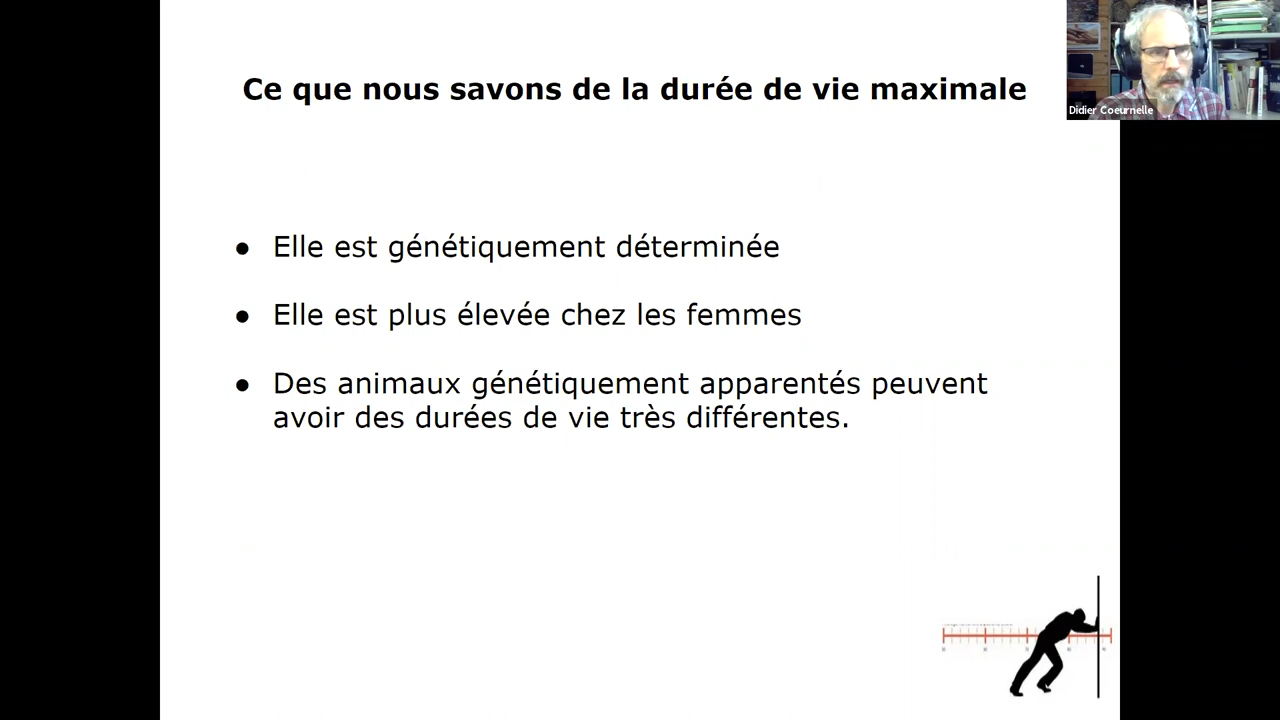 Ce que nous savons de la durée de vie maximale
Didier Coeurnelle
● Elle est génétiquement déterminée
● Elle est plus élevée chez les femmes
● Des animaux génétiquement apparentés peuvent
avoir des durées de vie très différentes.